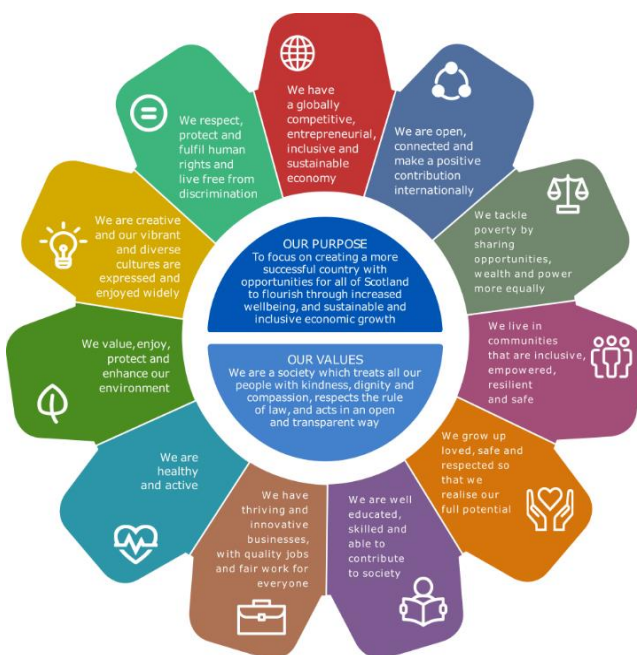 We have
a globally
competitive,
entrepreneurial,
inclusive and
sustainable
economy
We are open,
connected and
make a positive
contribution
internationally
We tackle
poverty by
sharing
opportunities,
wealth and power
more equally
We live in
communities
that are inclusive,
empowered,
resilient
and safe
We grow up
loved, safe and
respected so
that we
realise our
full potential
We are well
educated,
skilled and
able to
contribute
to society
We have
thriving and
innovative
businesses,
with quality jobs
and fair work for
everyone
We are
healthy
and active
We value, enjoy,
protect and
enhance our
environment
We are creative
and our vibrant
and diverse
cultures are
expressed and
enjoyed widely
We respect,
protect and
fulfil human
rights and
live free from
discrimination
OUR PURPOSE
To focus on creating a more
successful country with
opportunities for all of Scotland
to flourish through increased
wellbeing, and sustainable and
inclusive economic growth
OUR VALUES
We are a society which treats all our
people with kindness, dignity and
compassion, respects the rule
of law, and acts in an open
and transparent way